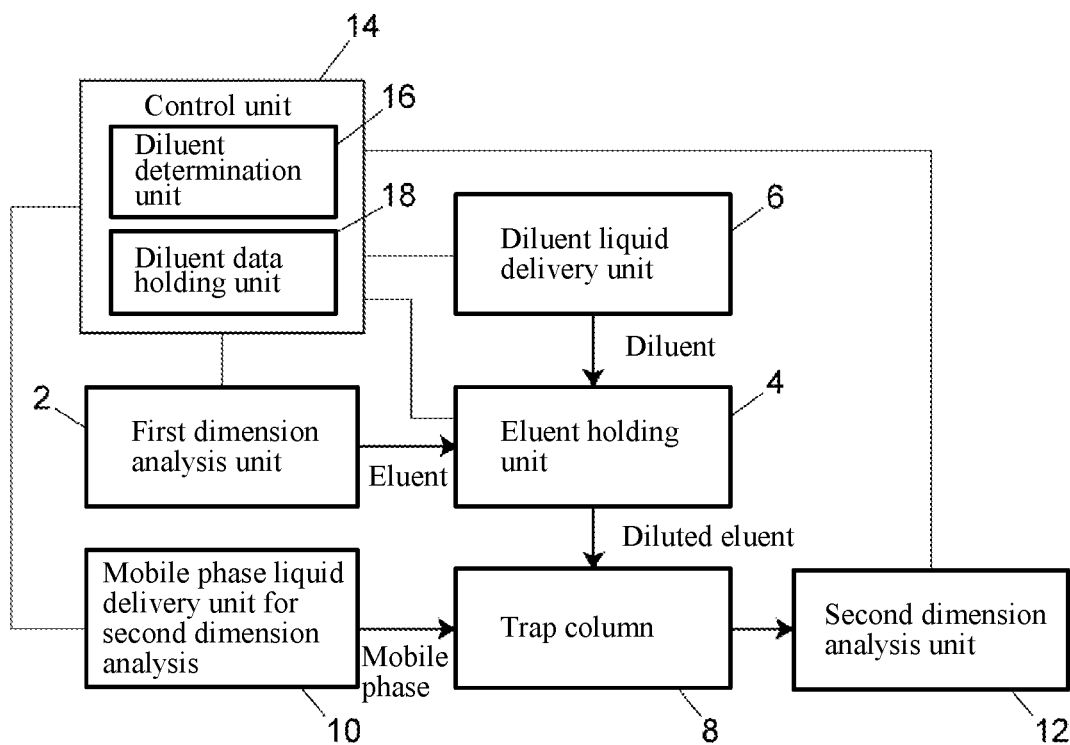 14
Control unit
16
Diluent
determination
unit
18
Diluent data
holding unit
6
Diluent liquid
delivery unit
Diluent
2
First dimension
analysis unit
Eluent
4
Eluent holding
unit
Diluted eluent
Mobile phase liquid
delivery unit for
second dimension
analysis
10
Mobile
phase
Trap column
8
Second dimension
analysis unit
12